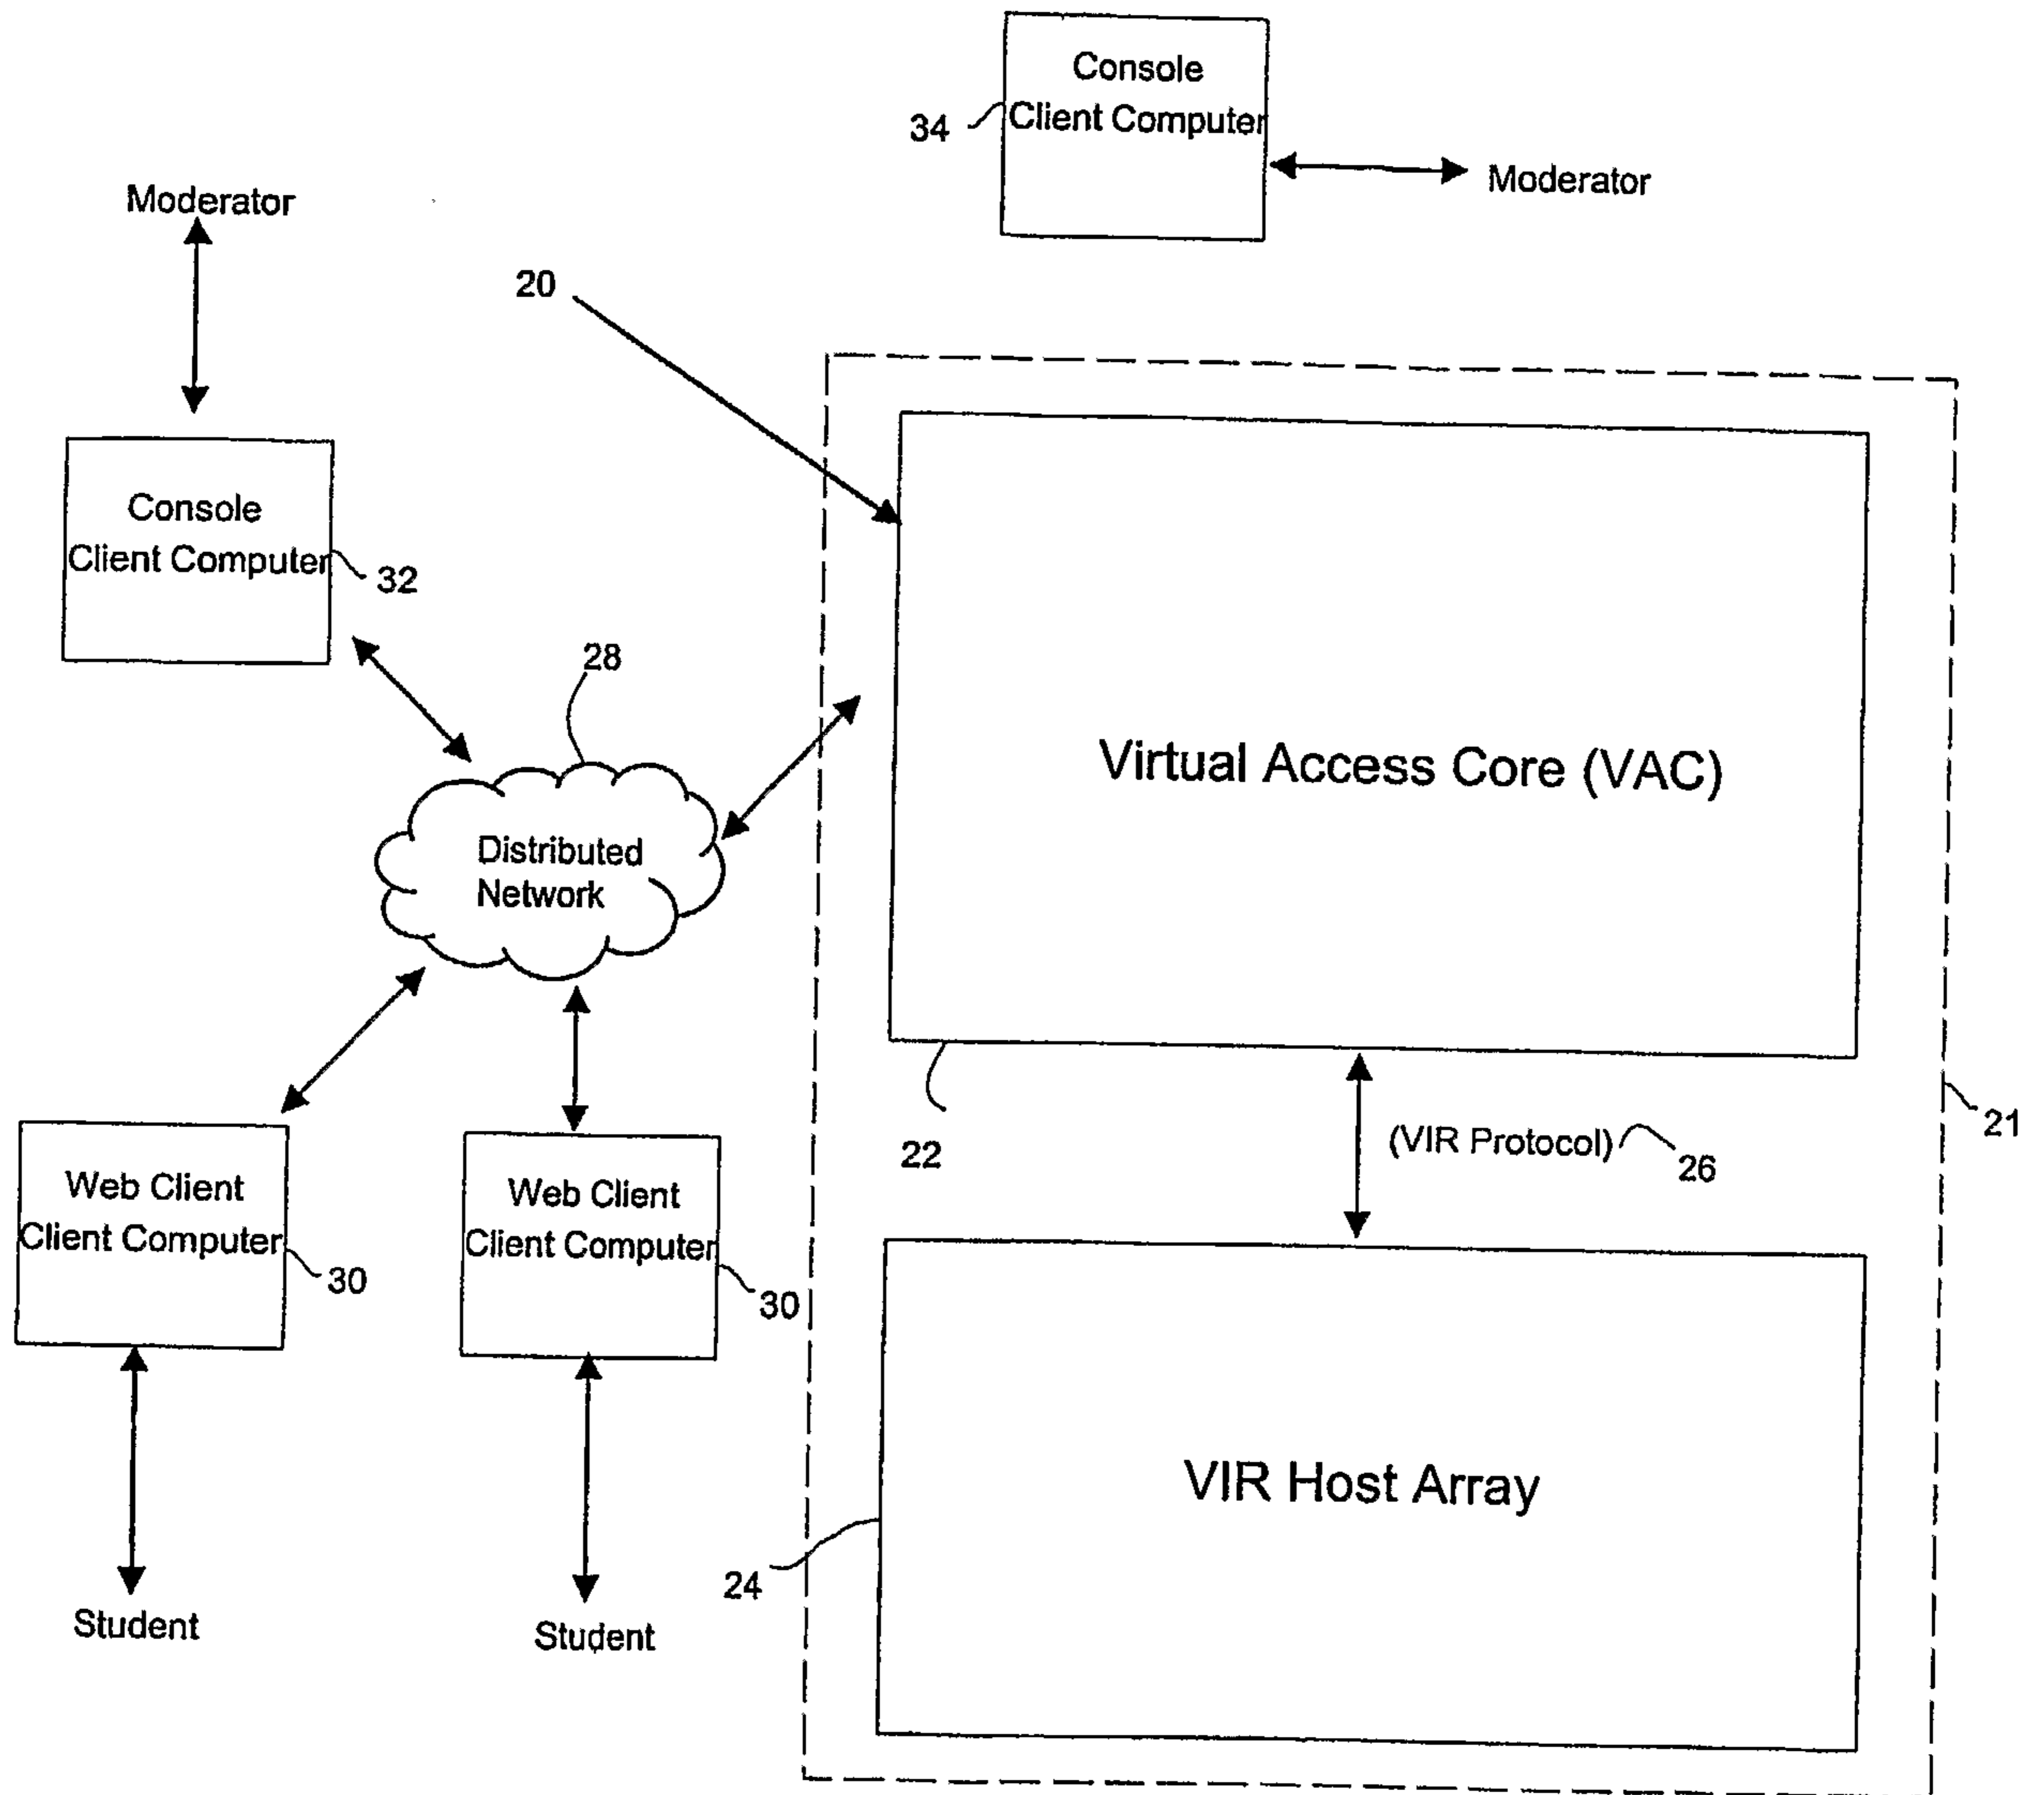 Console
Client Computer
34
Moderator
Moderator
20
Console
Client Computer
32
28
Virtual Access Core (VAC)
Distributed
Network
22
(VIR Protocol)
26
21
Web Client
Client Computer
30
Web Client
Client Computer
30
VIR Host Array
24
Student
Student